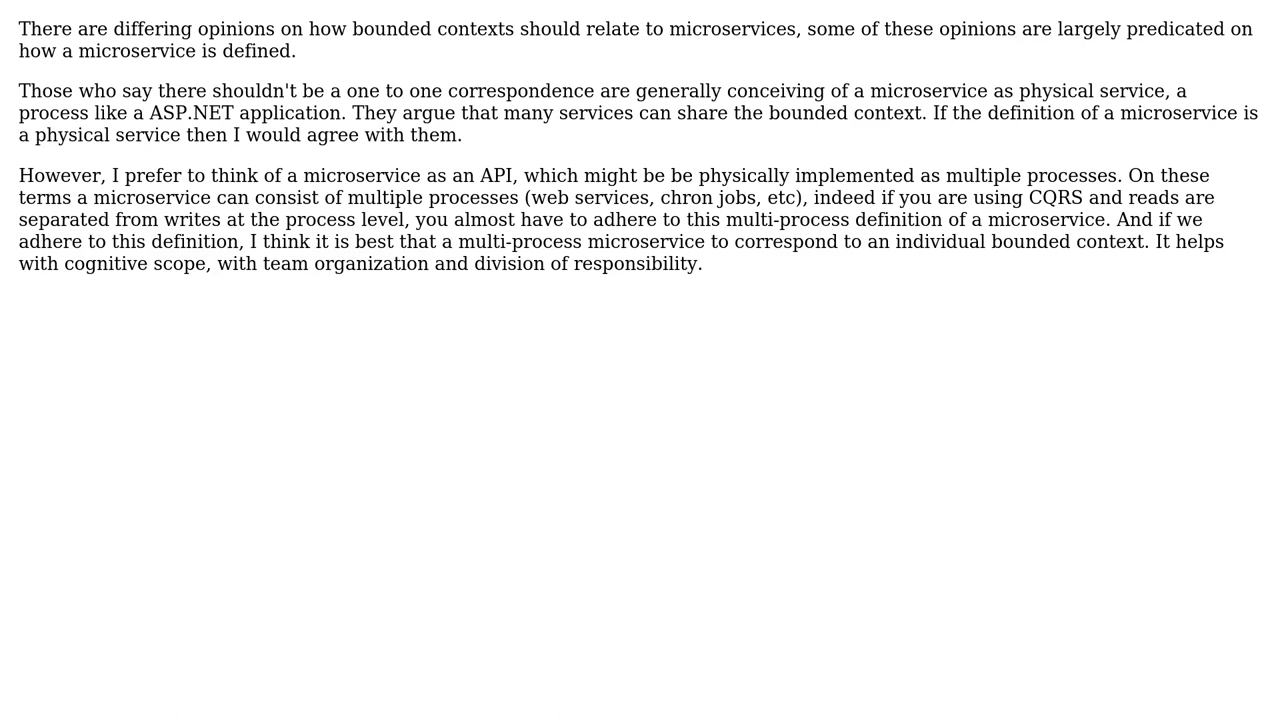 There are differing opinions on how bounded contexts should relate to microservices, some of these opinions are largely predicated on
how a microservice is defined.
Those who say there shouldn't be a one to one correspondence are generally conceiving of a microservice as physical service, a
process like a ASP.NET application. They argue that many services can share the bounded context. If the definition of a microservice is
a physical service then I would agree with them.
However, I prefer to think of a microservice as an API, which might be be physically implemented as multiple processes. On these
terms a microservice can consist of multiple processes (web services, chron jobs, etc), indeed if you are using CQRS and reads are
separated from writes at the process level, you almost have to adhere to this multi-process definition of a microservice. And if we
adhere to this definition, I think it is best that a multi-process microservice to correspond to an individual bounded context. It helps
with cognitive scope, with team organization and division of responsibility.